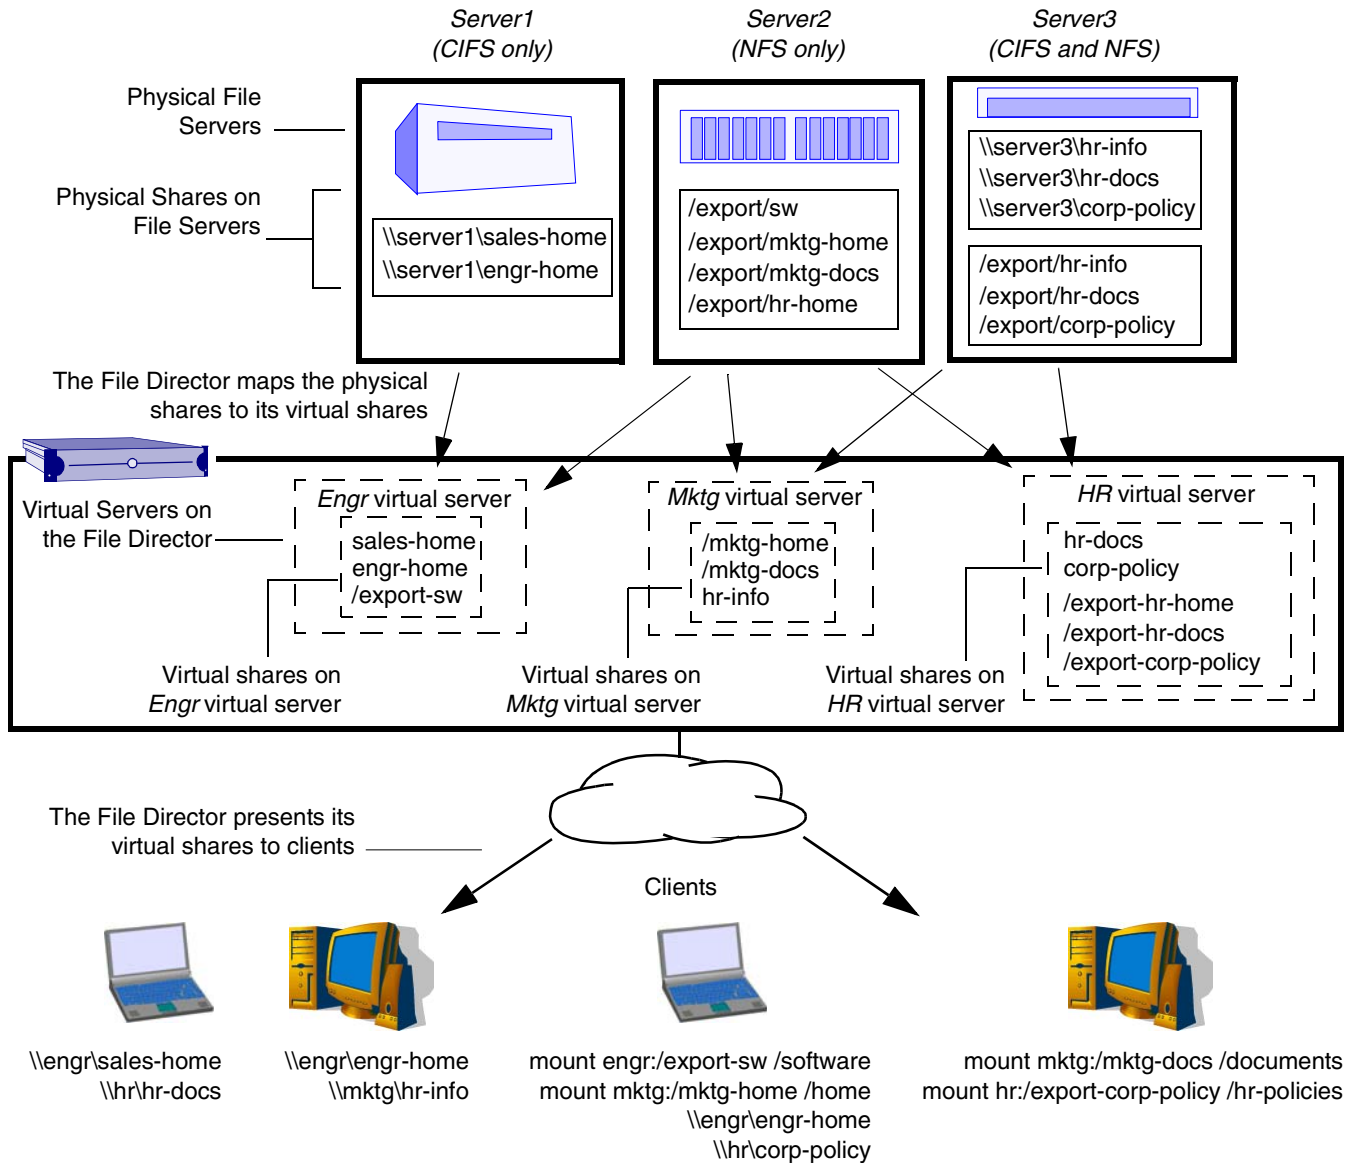 Server1
(CIFS only)
Server2
(NFS only)
Server3
(CIFS and NFS)
Physical File
Servers
Physical Shares on
File Servers
\\server1\sales-home
\\server1\engr-home
/export/sw
/export/mktg-home
/export/mktg-docs
/export/hr-home
\\server3\hr-info
\\server3\hr-docs
\\server3\corp-policy
/export/hr-info
/export/hr-docs
/export/corp-policy
The File Director maps the physical
shares to its virtual shares
Virtual Servers on
the File Director
Engr virtual server
sales-home
engr-home
/export-sw
Virtual shares on
Engr virtual server
Mktg virtual server
/mktg-home
/mktg-docs
hr-info
Virtual shares on
Mktg virtual server
HR virtual server
hr-docs
corp-policy
/export-hr-home
/export-hr-docs
/export-corp-policy
Virtual shares on
HR virtual server
The File Director presents its
virtual shares to clients
Clients
\\engr\sales-home
\\hr\hr-docs
\\engr\engr-home
\\mktg\hr-info
mount engr:/export-sw /software
mount mktg:/mktg-home /home
\\engr\engr-home
\\hr\corp-policy
mount mktg:/mktg-docs /documents
mount hr:/export-corp-policy /hr-policies